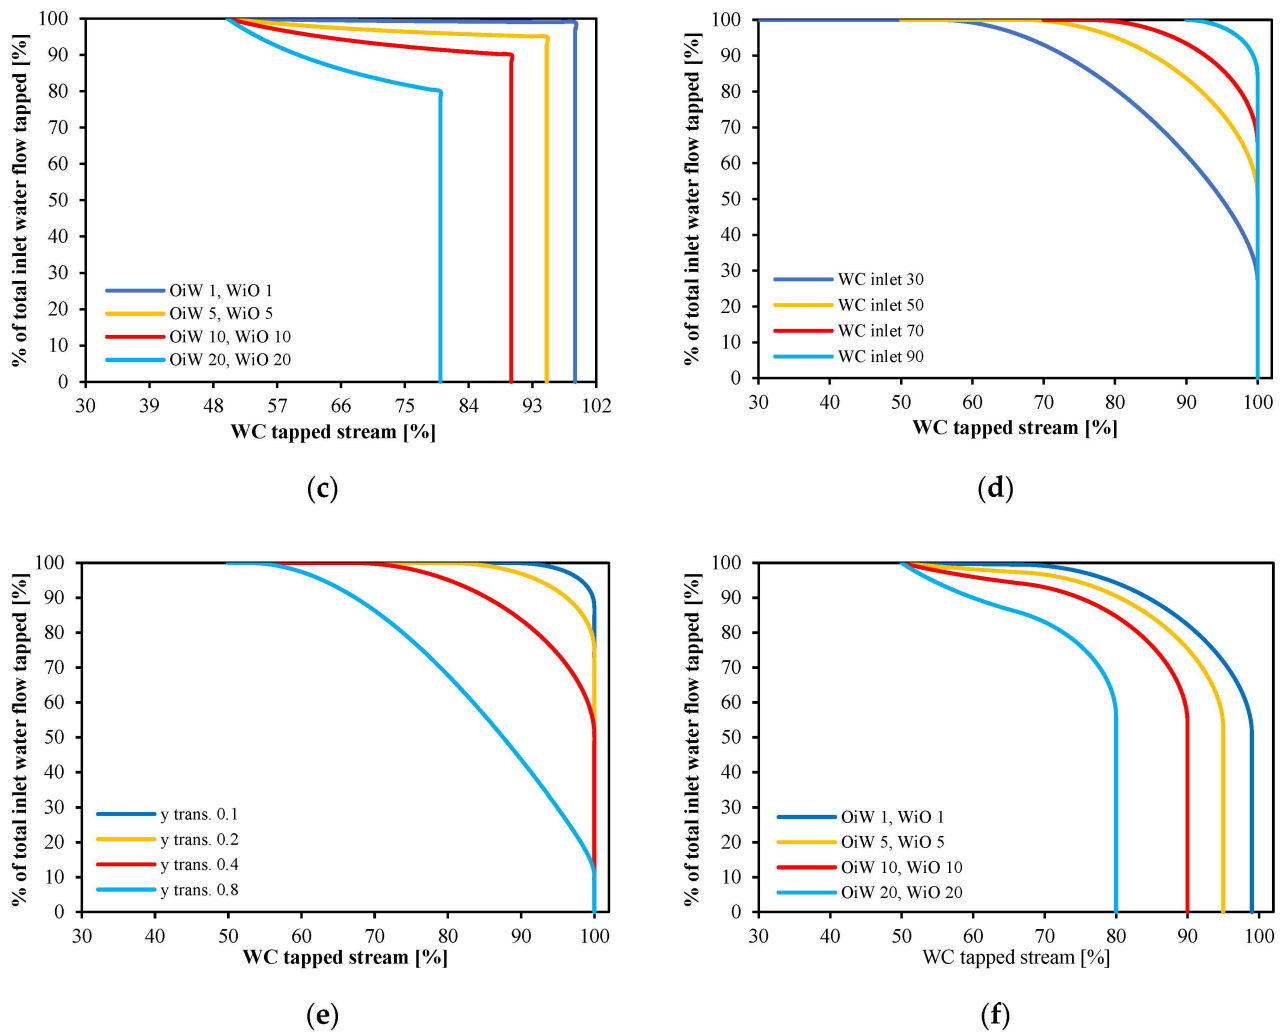 % of total inlet water flow tapped [%]
100
90
80
70
60
50
40
30
20
10
0
OiW 1, WiO 1
OiW 5, WiO 5
OiW 10, WiO 10
OiW 20, WiO 20
30 39 48 57 66 75 84 93 102
WC tapped stream [%]
(c)
% of total inlet water flow tapped [%]
100
90
80
70
60
50
40
30
20
10
0
WC inlet 30
WC inlet 50
WC inlet 70
WC inlet 90
30 40 50 60 70 80 90 100
WC tapped stream [%]
(d)
% of total inlet water flow tapped [%]
100
90
80
70
60
50
40
30
20
10
0
y trans. 0.1
y trans. 0.2
y trans. 0.4
y trans. 0.8
30 40 50 60 70 80 90 100
WC tapped stream [%]
(e)
% of total inlet water flow tapped [%]
100
90
80
70
60
50
40
30
20
10
0
OiW 1, WiO 1
OiW 5, WiO 5
OiW 10, WiO 10
OiW 20, WiO 20
30 40 50 60 70 80 90 100
WC tapped stream [%]
(f)